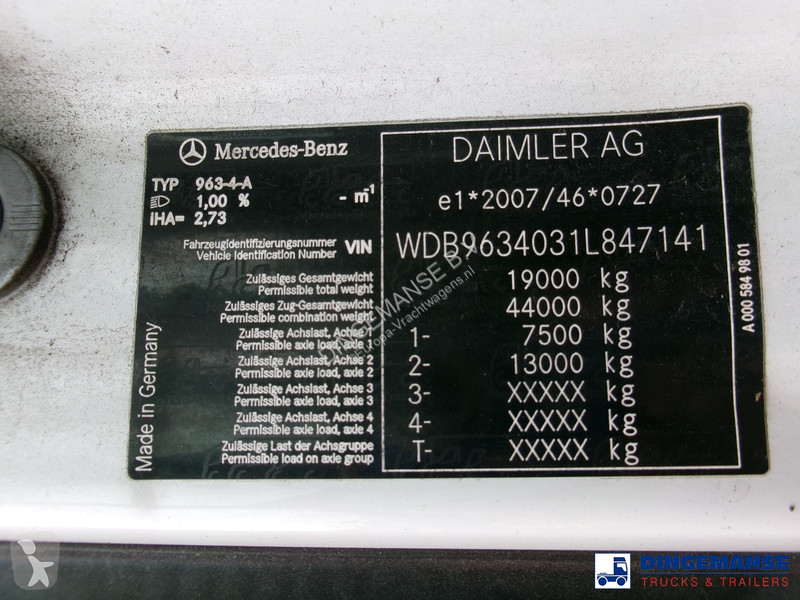 Mercedes-Benz
TYP 963-4-A
1,00 % - m-1
iHA= 2,73
DAIMLER AG
e1*2007/46*0727
Fahrzeugidentifizierungsnummer
Vehicle Identification Number VIN WDB9634031L847141
Zulässiges Gesamtgewicht
Permissible total weight 19000 kg
Zulässiges Zug-Gesamtgewicht
Permissible combination weight 44000 kg
Zulässige Achslast, Achse 1
Permissible axle load, axle 1 1- 7500 kg
Zulässige Achslast, Achse 2
Permissible axle load, axle 2 2- 13000 kg
Zulässige Achslast, Achse 3
Permissible axle load, axle 3 3- XXXXX kg
Zulässige Achslast, Achse 4
Permissible axle load, axle 4 4- XXXXX kg
Zulässige Last der Achsgruppe
Permissible load on axle group T- XXXXX kg
Made in Germany
A 000 584 98 01
DINGEMANSE
TRUCKS & TRAILERS